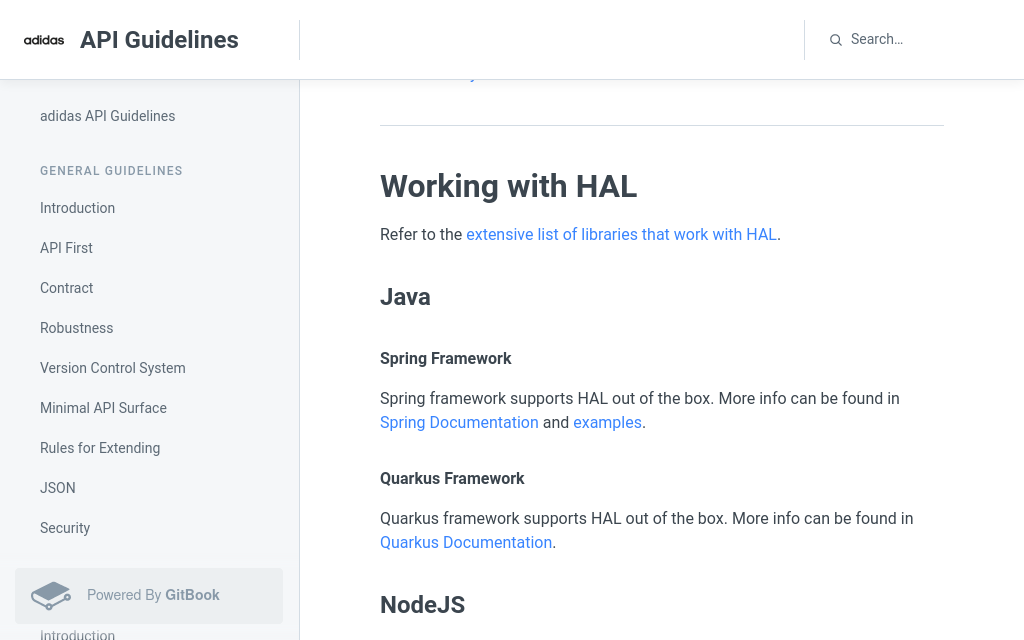 adidas
API Guidelines
Search…
adidas API Guidelines
GENERAL GUIDELINES
Introduction
API First
Contract
Robustness
Version Control System
Minimal API Surface
Rules for Extending
JSON
Security
Powered By GitBook
Introduction
Working with HAL
Refer to the extensive list of libraries that work with HAL.
Java
Spring Framework
Spring framework supports HAL out of the box. More info can be found in
Spring Documentation and examples.
Quarkus Framework
Quarkus framework supports HAL out of the box. More info can be found in
Quarkus Documentation.
NodeJS